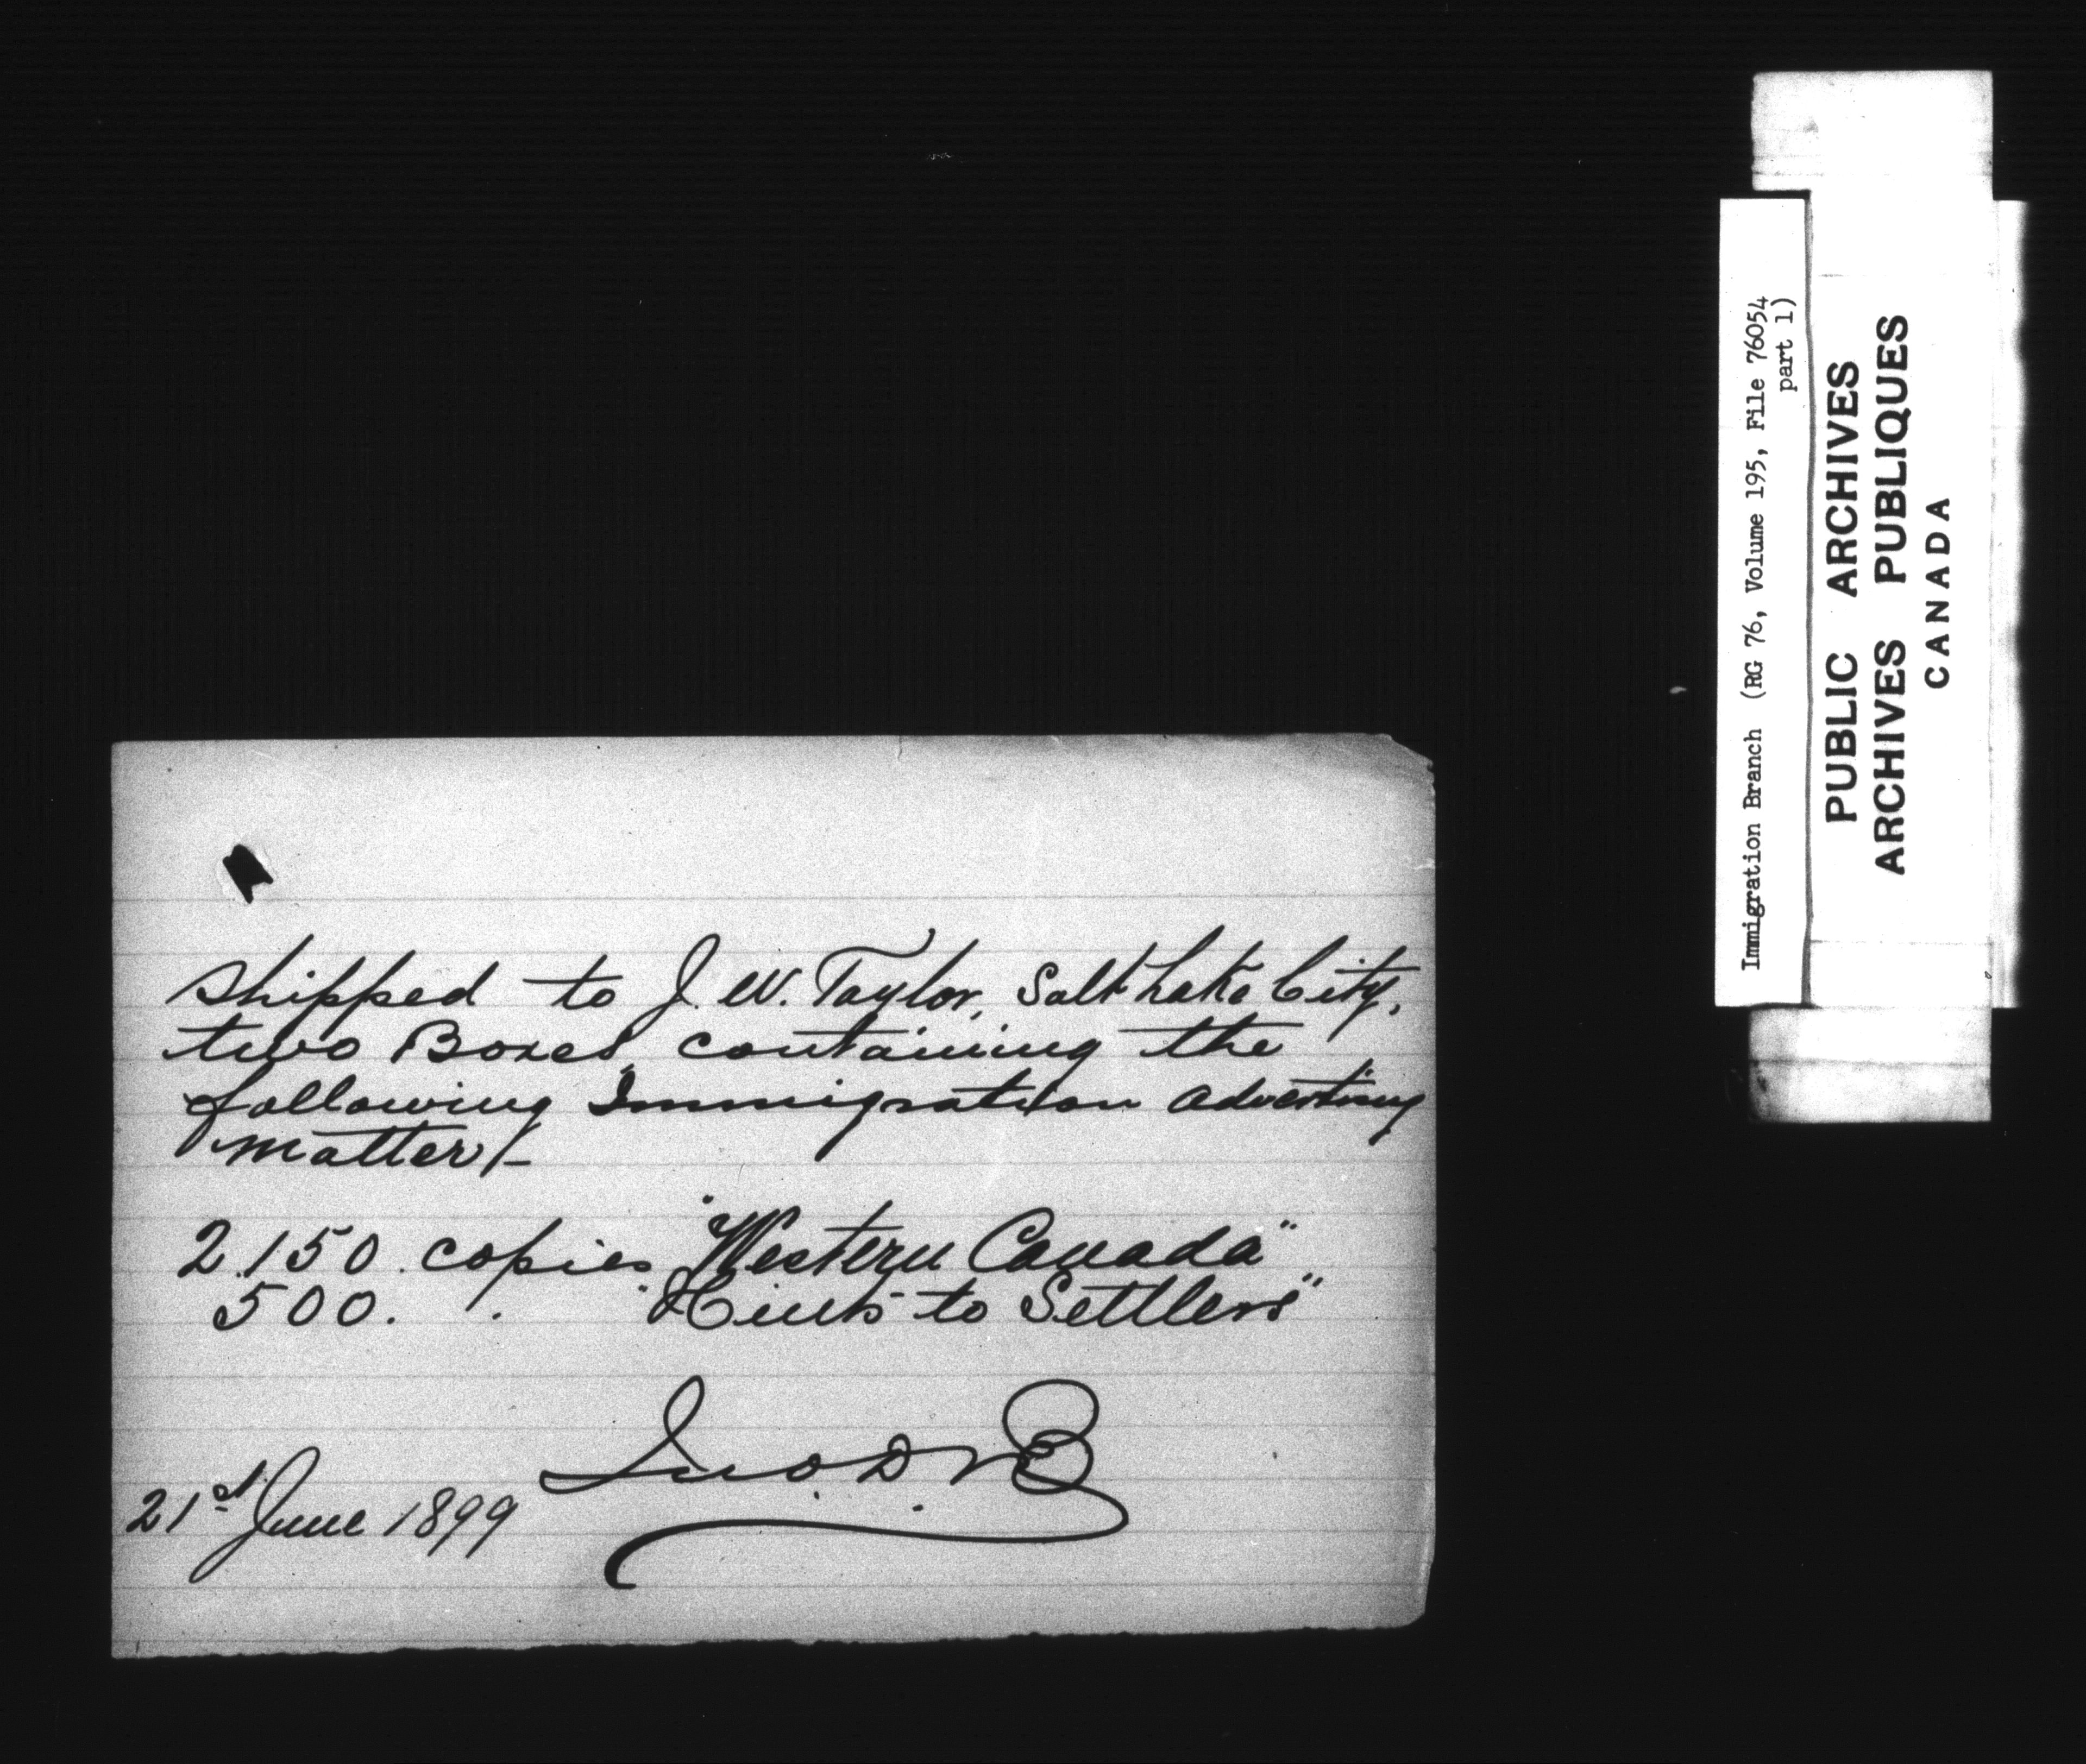 Shipped to J. W. Taylor, Salt Lake City,
two Boxes, containing the
following Immigration advertising
matter/-
2.150. copies "Western Canada"
500. . "Hints to Settlers"
21st June 1899
Immigration Branch (RG 76, Volume 195, File 76054
part 1)
PUBLIC ARCHIVES
ARCHIVES PUBLIQUES
CANADA